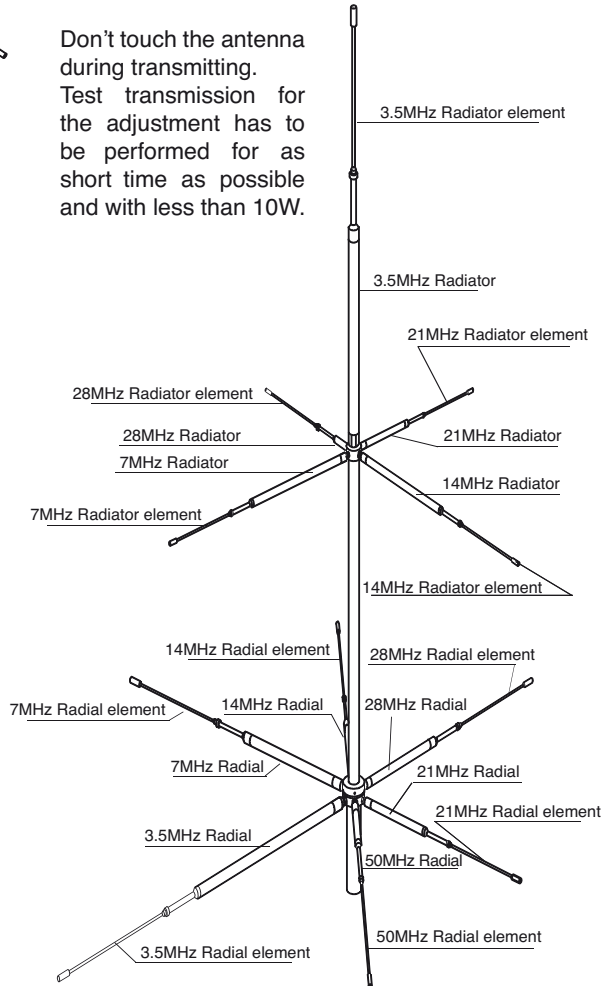 Don't touch the antenna
during transmitting.
Test transmission for
the adjustment has to
be performed for as
short time as possible
and with less than 10W.
3.5MHz Radiator element
3.5MHz Radiator
21MHz Radiator element
28MHz Radiator element
28MHz Radiator
21MHz Radiator
7MHz Radiator
14MHz Radiator
7MHz Radiator element
14MHz Radiator element
14MHz Radial element
28MHz Radial element
7MHz Radial element
14MHz Radial
28MHz Radial
7MHz Radial
21MHz Radial
21MHz Radial element
3.5MHz Radial
50MHz Radial
50MHz Radial element
3.5MHz Radial element